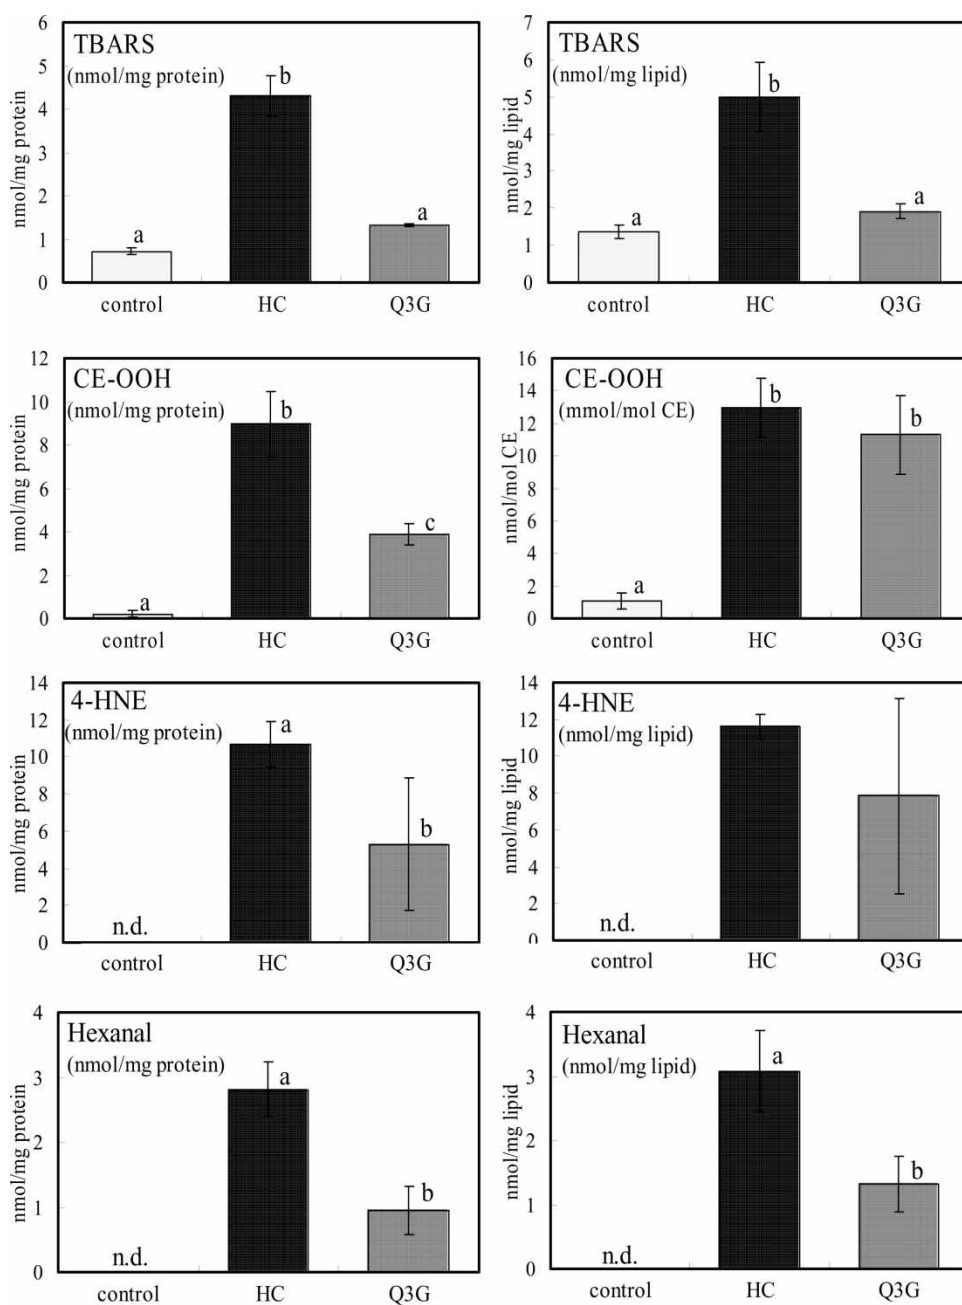 TBARS
(nmol/mg protein)
nmol/mg protein
6
5
4
3
2
1
0
a
b
a
control HC Q3G
TBARS
(nmol/mg lipid)
nmol/mg lipid
7
6
5
4
3
2
1
0
a
b
a
control HC Q3G
CE-OOH
(nmol/mg protein)
nmol/mg protein
12
10
8
6
4
2
0
a
b
c
control HC Q3G
CE-OOH
(mmol/mol CE)
nmol/mol CE
16
14
12
10
8
6
4
2
0
a
b
b
control HC Q3G
4-HNE
(nmol/mg protein)
nmol/mg protein
14
12
10
8
6
4
2
0
n.d.
a
b
control HC Q3G
4-HNE
(nmol/mg lipid)
nmol/mg lipid
14
12
10
8
6
4
2
0
n.d.
control HC Q3G
Hexanal
(nmol/mg protein)
nmol/mg protein
4
3
2
1
0
n.d.
a
b
control HC Q3G
Hexanal
(nmol/mg lipid)
nmol/mg lipid
4
3
2
1
0
n.d.
a
b
control HC Q3G